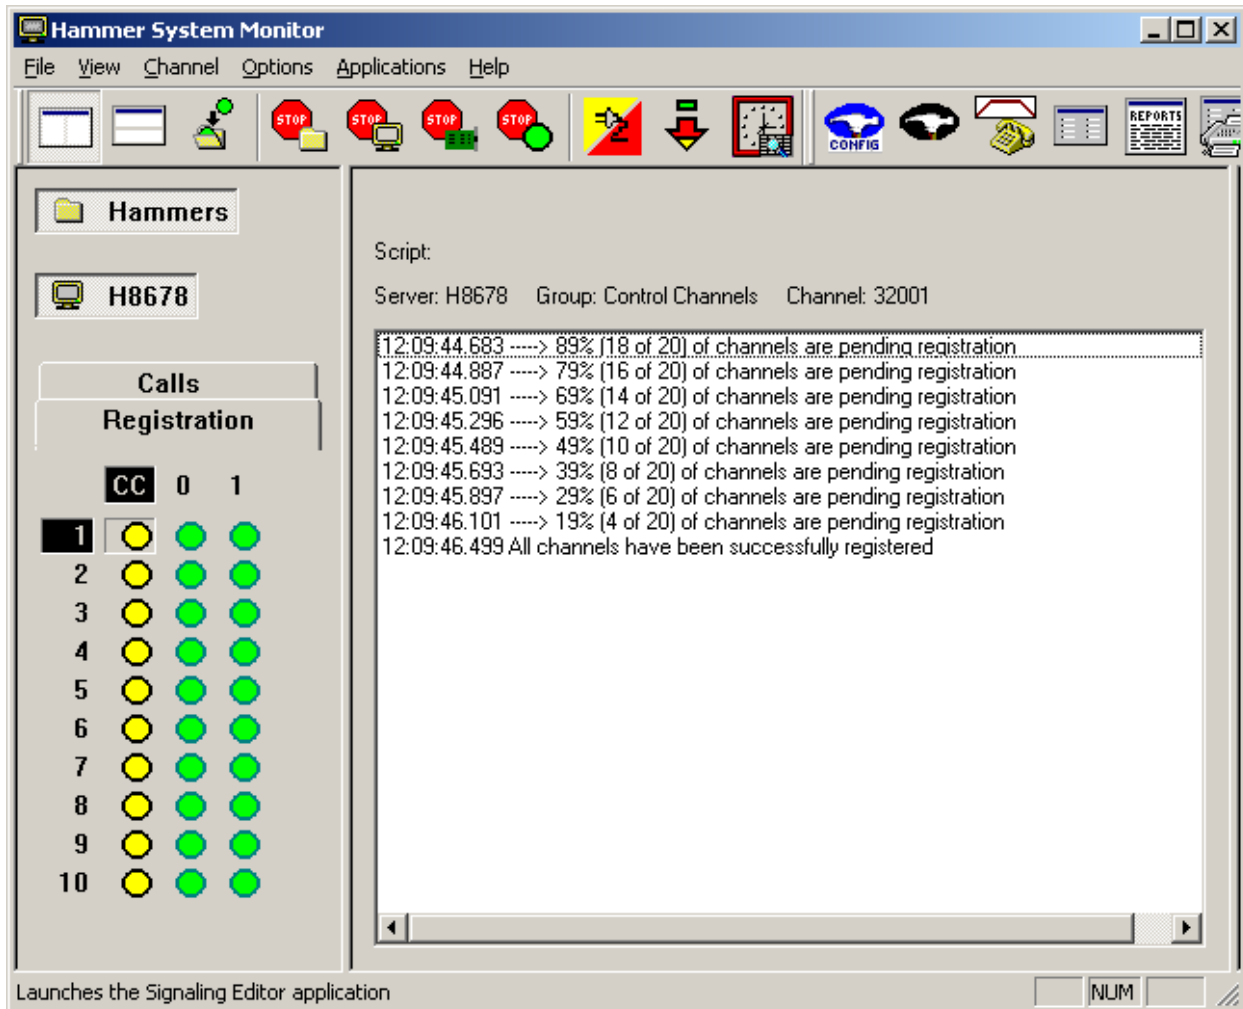 Hammer System Monitor
File View Channel Options Applications Help
STOP STOP STOP STOP 2 CONFIG REPORTS
Hammers
H8678
Calls
Registration
CC 0 1
1
2
3
4
5
6
7
8
9
10
Script:
Server: H8678 Group: Control Channels Channel: 32001
12:09:44.683 -----> 89% (18 of 20) of channels are pending registration
12:09:44.887 -----> 79% (16 of 20) of channels are pending registration
12:09:45.091 -----> 69% (14 of 20) of channels are pending registration
12:09:45.296 -----> 59% (12 of 20) of channels are pending registration
12:09:45.489 -----> 49% (10 of 20) of channels are pending registration
12:09:45.693 -----> 39% (8 of 20) of channels are pending registration
12:09:45.897 -----> 29% (6 of 20) of channels are pending registration
12:09:46.101 -----> 19% (4 of 20) of channels are pending registration
12:09:46.499 All channels have been successfully registered
Launches the Signaling Editor application
NUM